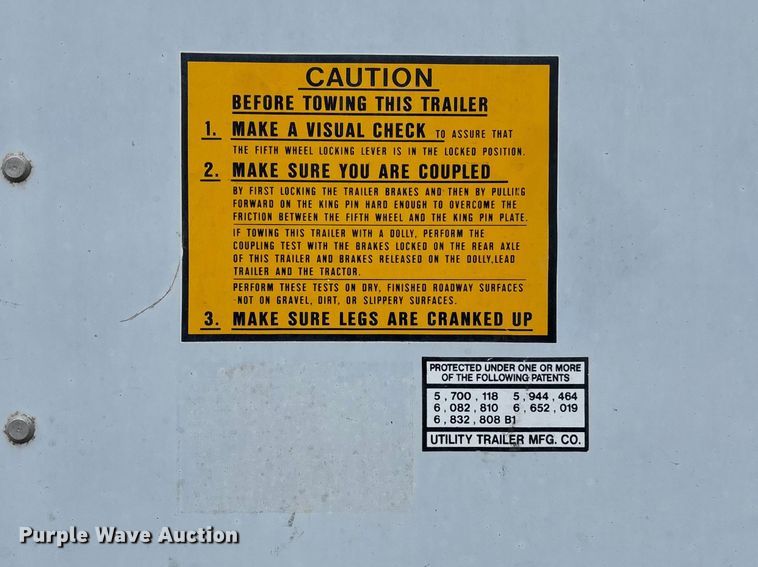 CAUTION
BEFORE TOWING THIS TRAILER
1. MAKE A VISUAL CHECK TO ASSURE THAT
THE FIFTH WHEEL LOCKING LEVER IS IN THE LOCKED POSITION.
2. MAKE SURE YOU ARE COUPLED
BY FIRST LOCKING THE TRAILER BRAKES AND THEN BY PULLING
FORWARD ON THE KING PIN HARD ENOUGH TO OVERCOME THE
FRICTION BETWEEN THE FIFTH WHEEL AND THE KING PIN PLATE.
IF TOWING THIS TRAILER WITH A DOLLY, PERFORM THE
COUPLING TEST WITH THE BRAKES LOCKED ON THE REAR AXLE
OF THIS TRAILER AND BRAKES RELEASED ON THE DOLLY,LEAD
TRAILER AND THE TRACTOR.
PERFORM THESE TESTS ON DRY, FINISHED ROADWAY SURFACES
-NOT ON GRAVEL, DIRT, OR SLIPPERY SURFACES.
3. MAKE SURE LEGS ARE CRANKED UP
PROTECTED UNDER ONE OR MORE
OF THE FOLLOWING PATENTS
5,700,118 5,944,464
6,082,810 6,652,019
6,832,808 B1
UTILITY TRAILER MFG. CO.
Purple Wave Auction